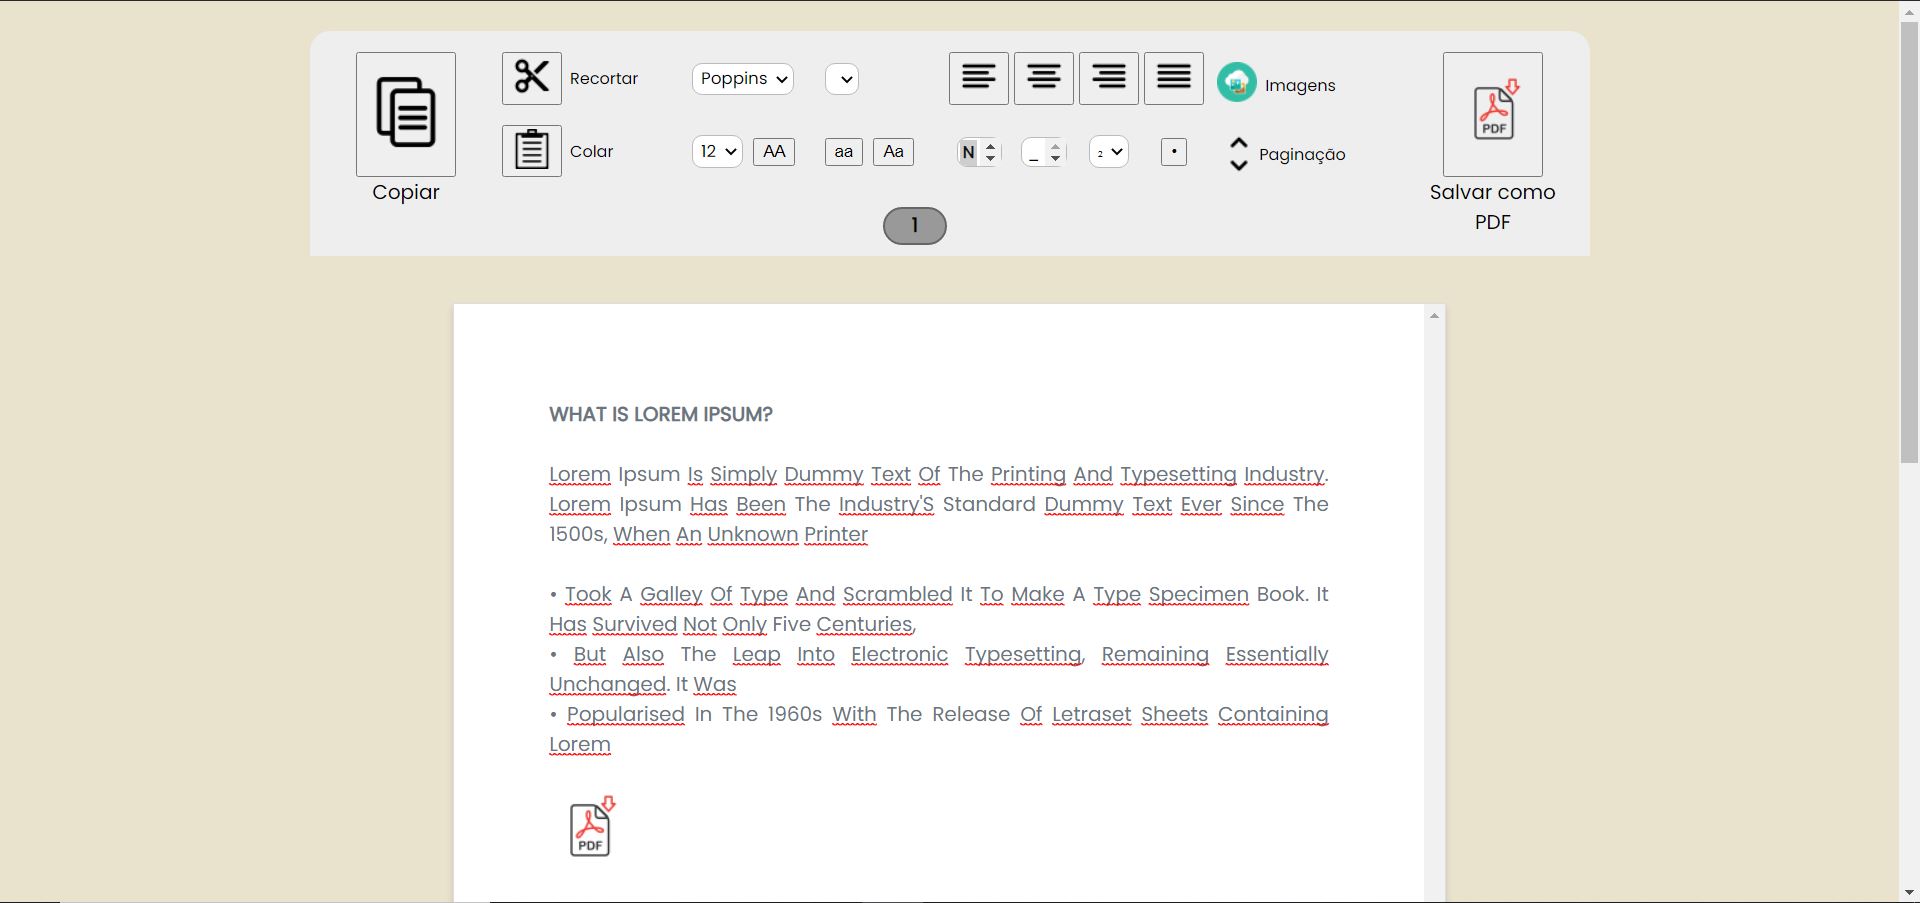 Copiar
Recortar
Colar
Poppins
12
AA
aa
Aa
N
_
₂
•
Imagens
Paginação
PDF
Salvar como
PDF
1
WHAT IS LOREM IPSUM?
Lorem Ipsum Is Simply Dummy Text Of The Printing And Typesetting Industry.
Lorem Ipsum Has Been The Industry'S Standard Dummy Text Ever Since The
1500s, When An Unknown Printer
• Took A Galley Of Type And Scrambled It To Make A Type Specimen Book. It
Has Survived Not Only Five Centuries,
• But Also The Leap Into Electronic Typesetting, Remaining Essentially
Unchanged. It Was
• Popularised In The 1960s With The Release Of Letraset Sheets Containing
Lorem
PDF